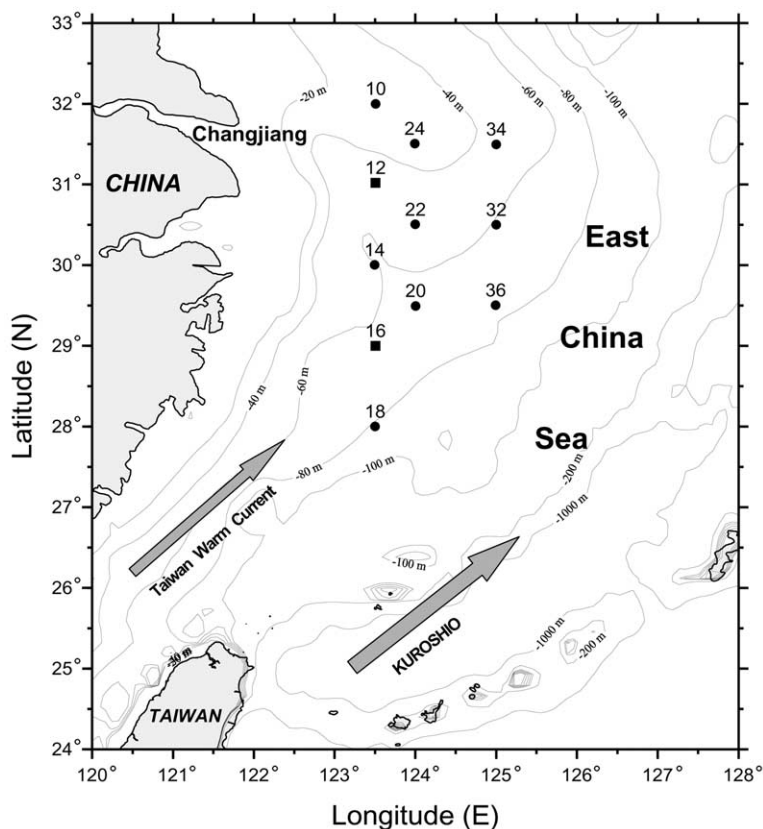 33°
32°
31°
30°
29°
28°
27°
26°
25°
24°
Latitude (N)
-20 m
-40 m
-60 m
-80 m
-100 m
10
24
34
Changjiang
12
CHINA
22
32
East
14
20
36
16
China
-60 m
-40 m
18
Sea
-80 m
-100 m
-200 m
-1000 m
Taiwan Warm Current
-100 m
KUROSHIO
-1000 m
-200 m
TAIWAN
120°
121°
122°
123°
124°
125°
126°
127°
128°
Longitude (E)